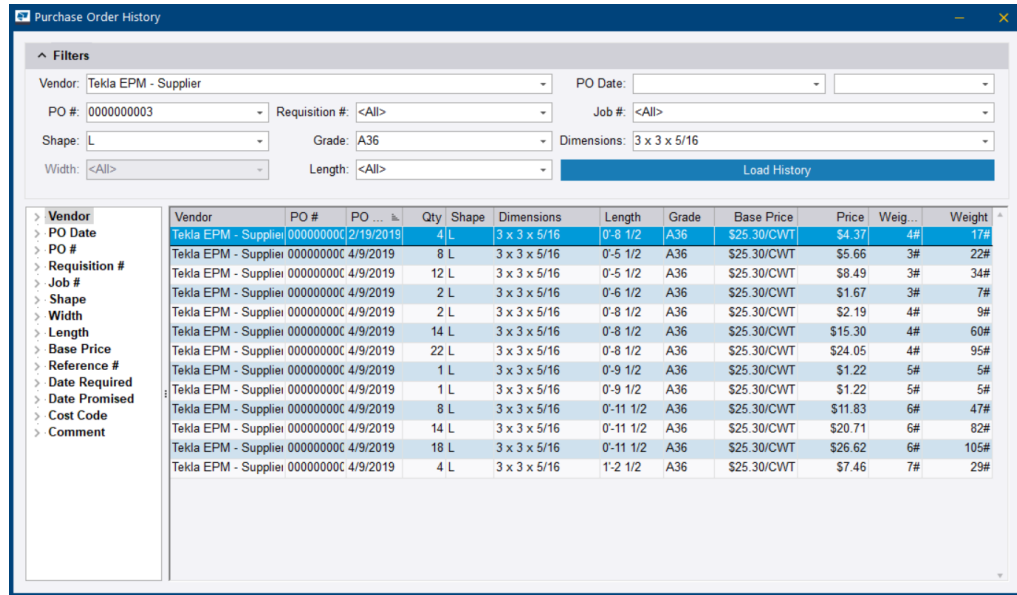 Purchase Order History
Filters
Vendor: Tekla EPM - Supplier PO Date:
PO #: 0000000003 Requisition #: <All> Job #: <All>
Shape: L Grade: A36 Dimensions: 3 x 3 x 5/16
Width: <All> Length: <All> Load History
Vendor
PO Date
PO #
Requisition #
Job #
Shape
Width
Length
Base Price
Reference #
Date Required
Date Promised
Cost Code
Comment
Vendor PO # PO ... Qty Shape Dimensions Length Grade Base Price Price Weig... Weight
Tekla EPM - Supplier 000000000 2/19/2019 4 L 3 x 3 x 5/16 0'-8 1/2 A36 $25.30/CWT $4.37 4# 17#
Tekla EPM - Supplier 000000000 4/9/2019 8 L 3 x 3 x 5/16 0'-5 1/2 A36 $25.30/CWT $5.66 3# 22#
Tekla EPM - Supplier 000000000 4/9/2019 12 L 3 x 3 x 5/16 0'-5 1/2 A36 $25.30/CWT $8.49 3# 34#
Tekla EPM - Supplier 000000000 4/9/2019 2 L 3 x 3 x 5/16 0'-6 1/2 A36 $25.30/CWT $1.67 3# 7#
Tekla EPM - Supplier 000000000 4/9/2019 2 L 3 x 3 x 5/16 0'-8 1/2 A36 $25.30/CWT $2.19 4# 9#
Tekla EPM - Supplier 000000000 4/9/2019 14 L 3 x 3 x 5/16 0'-8 1/2 A36 $25.30/CWT $15.30 4# 60#
Tekla EPM - Supplier 000000000 4/9/2019 22 L 3 x 3 x 5/16 0'-8 1/2 A36 $25.30/CWT $24.05 4# 95#
Tekla EPM - Supplier 000000000 4/9/2019 1 L 3 x 3 x 5/16 0'-9 1/2 A36 $25.30/CWT $1.22 5# 5#
Tekla EPM - Supplier 000000000 4/9/2019 1 L 3 x 3 x 5/16 0'-9 1/2 A36 $25.30/CWT $1.22 5# 5#
Tekla EPM - Supplier 000000000 4/9/2019 8 L 3 x 3 x 5/16 0'-11 1/2 A36 $25.30/CWT $11.83 6# 47#
Tekla EPM - Supplier 000000000 4/9/2019 14 L 3 x 3 x 5/16 0'-11 1/2 A36 $25.30/CWT $20.71 6# 82#
Tekla EPM - Supplier 000000000 4/9/2019 18 L 3 x 3 x 5/16 0'-11 1/2 A36 $25.30/CWT $26.62 6# 105#
Tekla EPM - Supplier 000000000 4/9/2019 4 L 3 x 3 x 5/16 1'-2 1/2 A36 $25.30/CWT $7.46 7# 29#